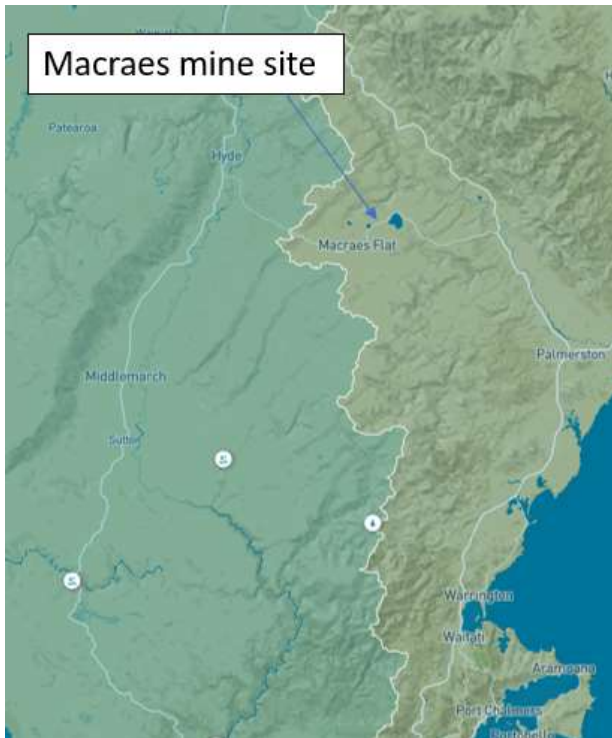 Macraes mine site
Patearoa
Hyde
Macraes Flat
Palmerston
Middlemarch
Sutton
Warrington
Waitati
Aramoana
Port Chalmers
Portobello